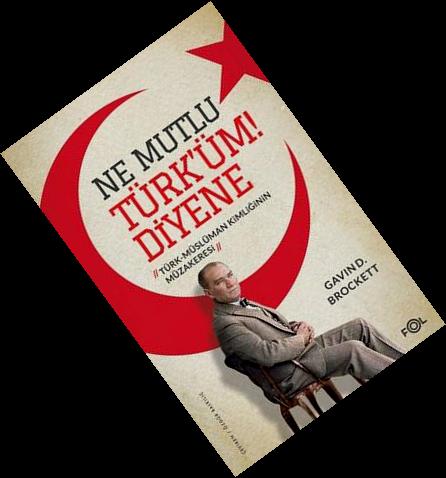 NE MUTLU
TÜRK'ÜM!
DİYENE
// TÜRK-MÜSLÜMAN KİMLİĞİNİN
MÜZAKERESİ //
GAVIN D.
BROCKETT
FOL